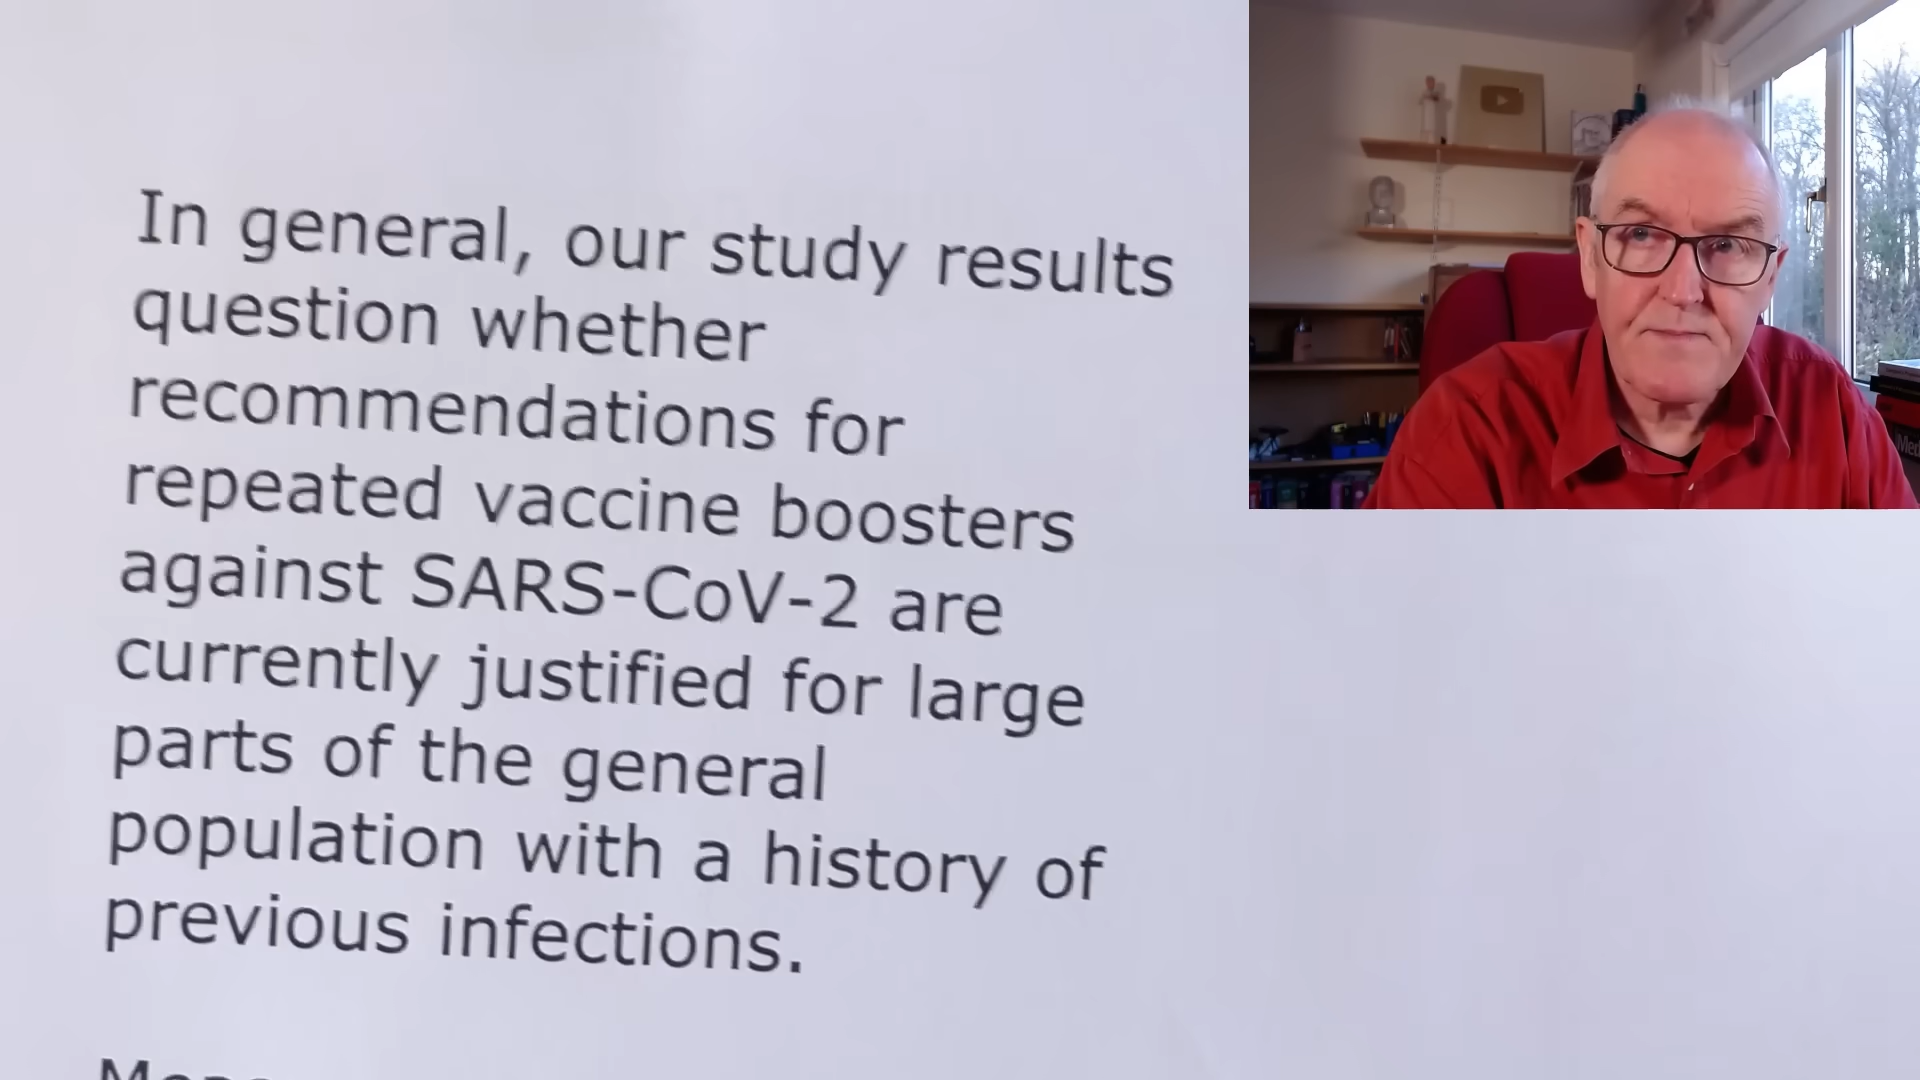 In general, our study results
question whether
recommendations for
repeated vaccine boosters
against SARS-CoV-2 are
currently justified for large
parts of the general
population with a history of
previous infections.